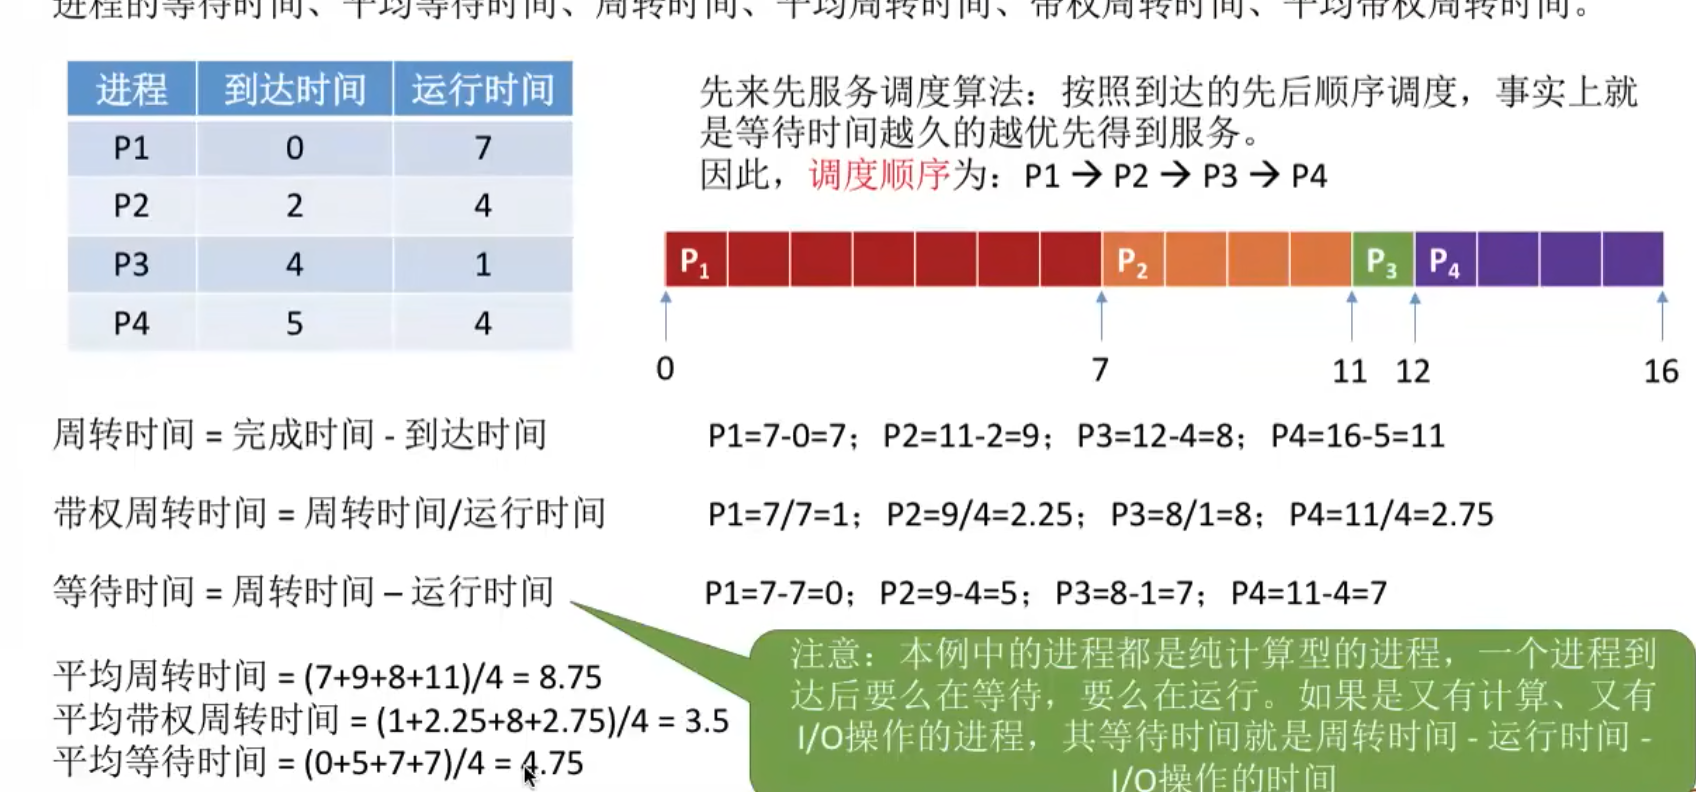 进程的等待时间、平均等待时间、周转时间、平均周转时间、带权周转时间、平均带权周转时间。
进程 到达时间 运行时间
P1 0 7
P2 2 4
P3 4 1
P4 5 4
先来先服务调度算法：按照到达的先后顺序调度，事实上就
是等待时间越久的越优先得到服务。
因此，调度顺序为：P1 → P2 → P3 → P4
P₁ P₂ P₃ P₄
0 7 11 12 16
周转时间 = 完成时间 - 到达时间
P1=7-0=7；P2=11-2=9；P3=12-4=8；P4=16-5=11
带权周转时间 = 周转时间/运行时间
P1=7/7=1；P2=9/4=2.25；P3=8/1=8；P4=11/4=2.75
等待时间 = 周转时间 – 运行时间
P1=7-7=0；P2=9-4=5；P3=8-1=7；P4=11-4=7
平均周转时间 = (7+9+8+11)/4 = 8.75
平均带权周转时间 = (1+2.25+8+2.75)/4 = 3.5
平均等待时间 = (0+5+7+7)/4 = 4.75
注意：本例中的进程都是纯计算型的进程，一个进程到
达后要么在等待，要么在运行。如果是又有计算、又有
I/O操作的进程，其等待时间就是周转时间 - 运行时间 -
I/O操作的时间